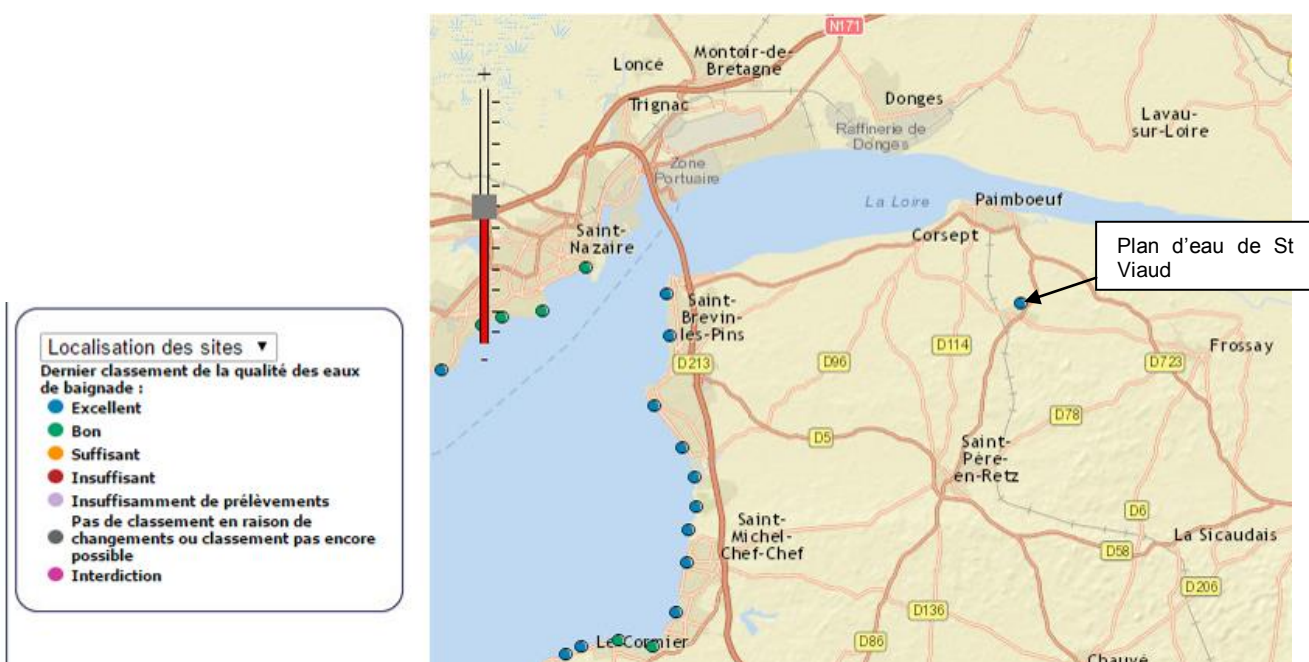 Localisation des sites ▼
Dernier classement de la qualité des eaux
de baignade :
Excellent
Bon
Suffisant
Insuffisant
Insuffisamment de prélèvements
Pas de classement en raison de
changements ou classement pas encore
possible
Interdiction
+
-
N171
Montoir-de-
Bretagne
Loncé
Trignac
Donges
Raffinerie de
Donges
Lavau-
sur-Loire
Zone
Portuaire
La Loire
Paimboeuf
Corsept
Saint-
Nazaire
Plan d'eau de St
Viaud
Saint-
Brevin-
les-Pins
D213
D96
D114
D723
Frossay
D78
D5
Saint-
Père-
en-Retz
D6
Saint-
Michel-
Chef-Chef
La Sicaudais
D58
D206
D136
Le Cormier
D86
Chauvé